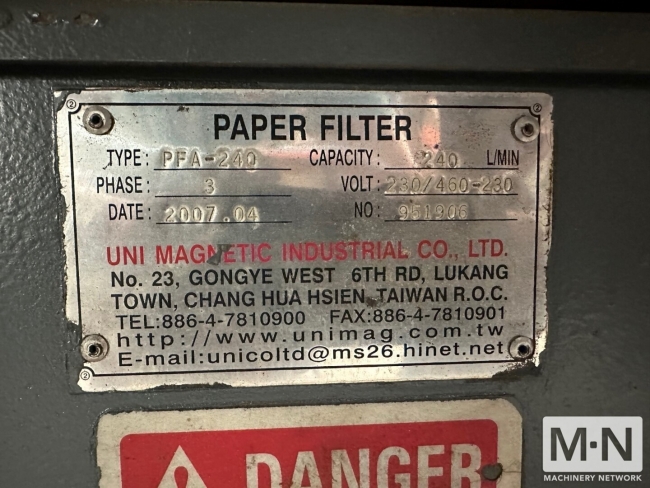 PAPER FILTER
TYPE: PFA-240 CAPACITY: 240 L/MIN
PHASE: 3 VOLT: 230/460-230
DATE: 2007.04 NO: 951906
UNI MAGNETIC INDUSTRIAL CO., LTD.
No. 23, GONGYE WEST 6TH RD, LUKANG
TOWN, CHANG HUA HSIEN, TAIWAN R.O.C.
TEL:886-4-7810900 FAX:886-4-7810901
http://www.unimag.com.tw
E-mail:unicoltd@ms26.hinet.net
DANGER
M·N
MACHINERY NETWORK